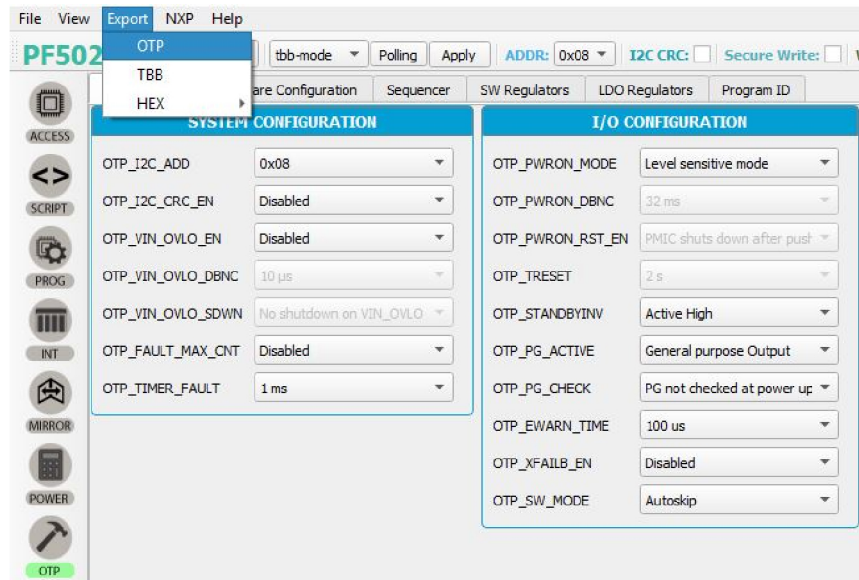 File View Export NXP Help
PF502 tbb-mode Polling Apply ADDR: 0x08 I2C CRC: Secure Write:
OTP
TBB
HEX
are Configuration Sequencer SW Regulators LDO Regulators Program ID
ACCESS
SCRIPT
PROG
INT
MIRROR
POWER
OTP
SYSTEM CONFIGURATION
OTP_I2C_ADD 0x08
OTP_I2C_CRC_EN Disabled
OTP_VIN_OVLO_EN Disabled
OTP_VIN_OVLO_DBNC 10 µs
OTP_VIN_OVLO_SDWN No shutdown on VIN_OVLO
OTP_FAULT_MAX_CNT Disabled
OTP_TIMER_FAULT 1 ms
I/O CONFIGURATION
OTP_PWRON_MODE Level sensitive mode
OTP_PWRON_DBNC 32 ms
OTP_PWRON_RST_EN PMIC shuts down after push
OTP_TRESET 2 s
OTP_STANDBYINV Active High
OTP_PG_ACTIVE General purpose Output
OTP_PG_CHECK PG not checked at power up
OTP_EWARN_TIME 100 us
OTP_XFAILB_EN Disabled
OTP_SW_MODE Autoskip